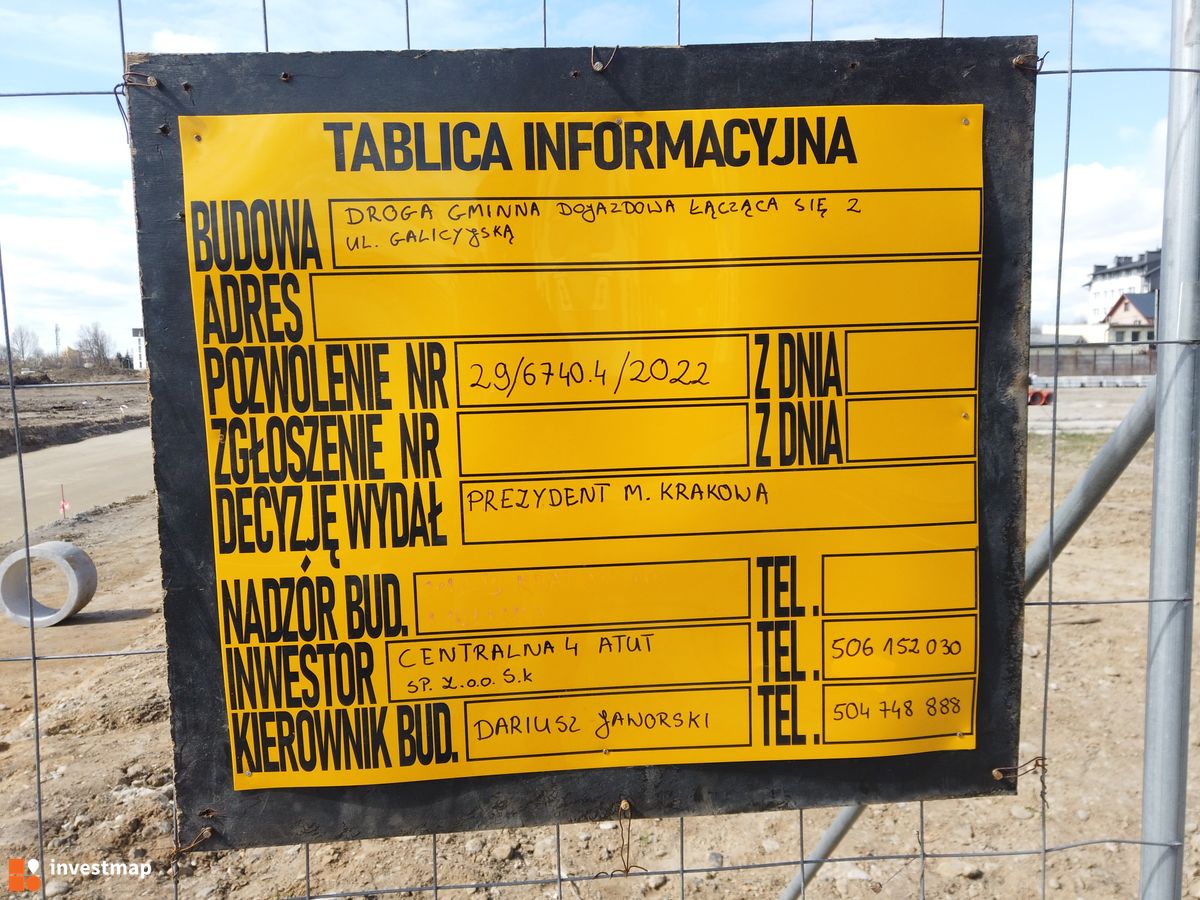 TABLICA INFORMACYJNA
BUDOWA DROGA GMINNA DOJAZDOWA ŁĄCZĄCA SIĘ Z
UL. GALICYJSKĄ
ADRES
POZWOLENIE NR 29/6740.4/2022 Z DNIA
ZGŁOSZENIE NR Z DNIA
DECYZJĘ WYDAŁ PREZYDENT M. KRAKOWA
NADZÓR BUD. TEL.
INWESTOR CENTRALNA 4 ATUT TEL. 506 152 030
SP. Z.o.o. S.k
KIEROWNIK BUD. DARIUSZ JAWORSKI TEL. 504 748 888
investmap